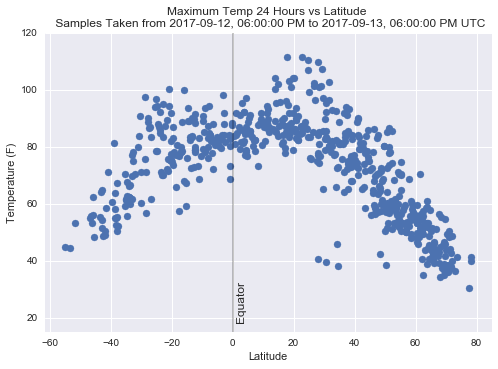 Maximum Temp 24 Hours vs Latitude
Samples Taken from 2017-09-12, 06:00:00 PM to 2017-09-13, 06:00:00 PM UTC
120
100
80
60
40
20
Temperature (F)
Equator
−60 −40 −20 0 20 40 60 80
Latitude